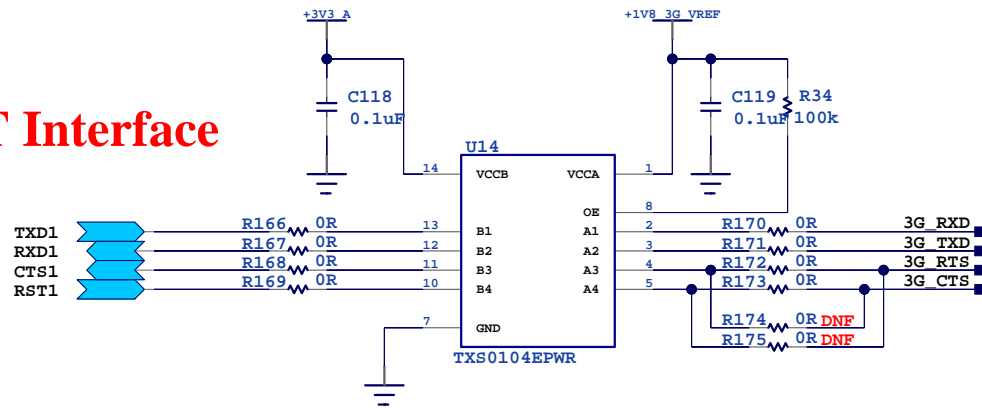 +3V3_A
+1V8_3G_VREF
C118
0.1uF
C119
0.1uF
R34
100k
T Interface
U14
14 VCCB VCCA 1
OE 8
TXD1 R166 0R 13 B1 A1 2 R170 0R 3G_RXD
RXD1 R167 0R 12 B2 A2 3 R171 0R 3G_TXD
CTS1 R168 0R 11 B3 A3 4 R172 0R 3G_RTS
RST1 R169 0R 10 B4 A4 5 R173 0R 3G_CTS
7 GND
R174 0R DNF
R175 0R DNF
TXS0104EPWR